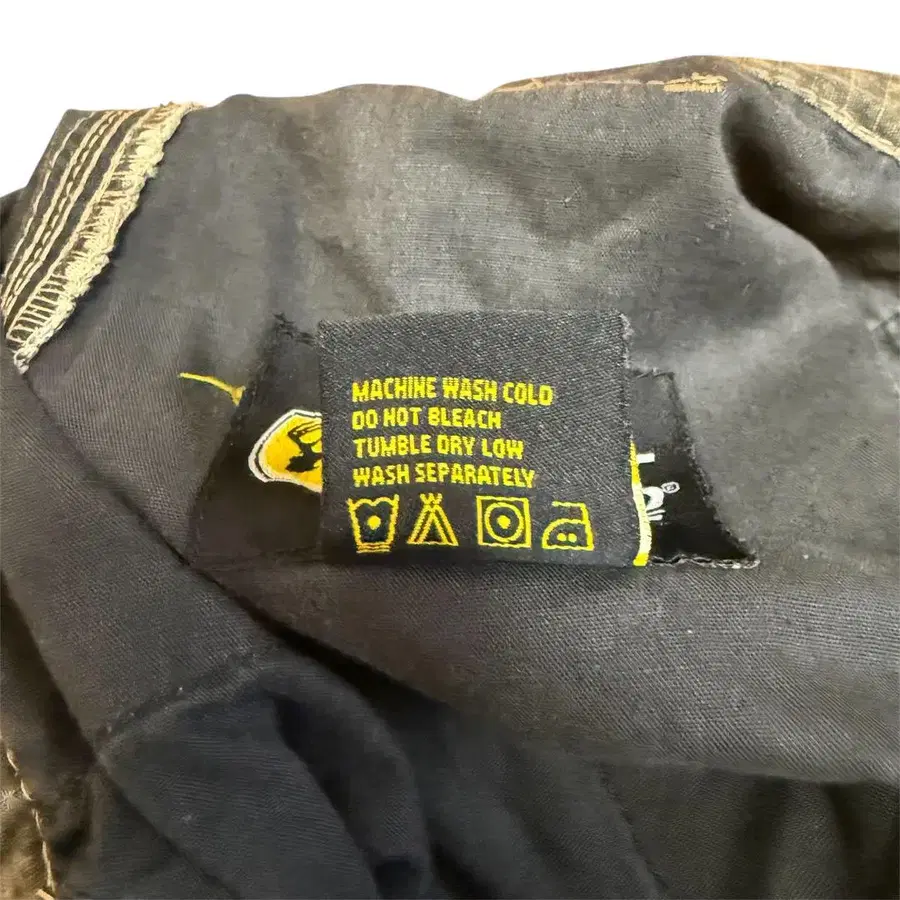 MACHINE WASH COLD
DO NOT BLEACH
TUMBLE DRY LOW
WASH SEPARATELY